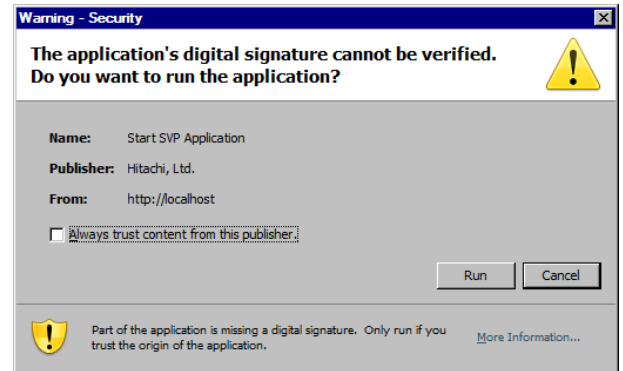 Warning - Security
The application's digital signature cannot be verified.
Do you want to run the application?
Name: Start SVP Application
Publisher: Hitachi, Ltd.
From: http://localhost
Always trust content from this publisher.
Run Cancel
Part of the application is missing a digital signature. Only run if you
trust the origin of the application.
More Information...